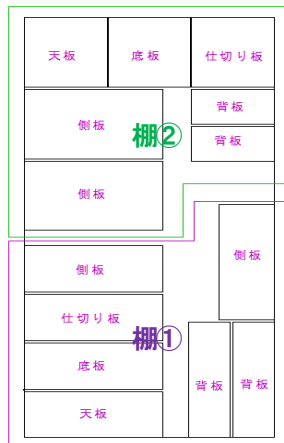 天板 底板 仕切り板
側板 背板
棚② 背板
側板
側板 側板
仕切り板
棚①
底板
背板 背板
天板